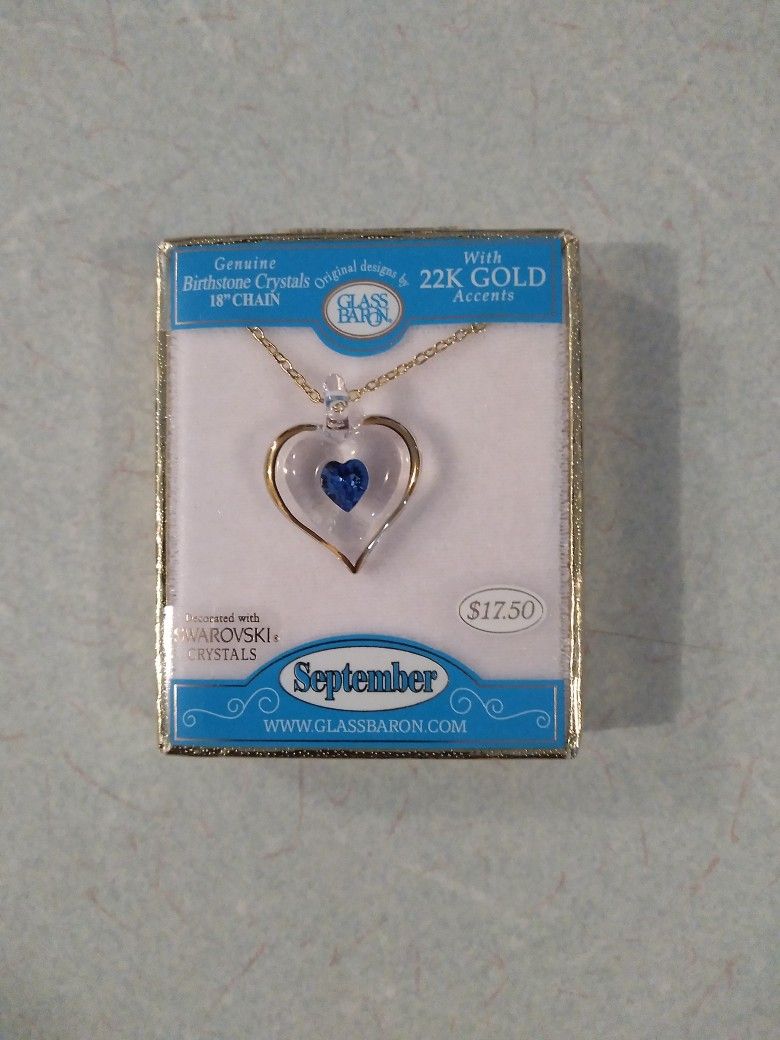 Genuine
Birthstone Crystals
18" CHAIN
Original designs by
GLASS
BARON®
With
22K GOLD
Accents
$17.50
Decorated with
SWAROVSKI®
CRYSTALS
September
WWW.GLASSBARON.COM